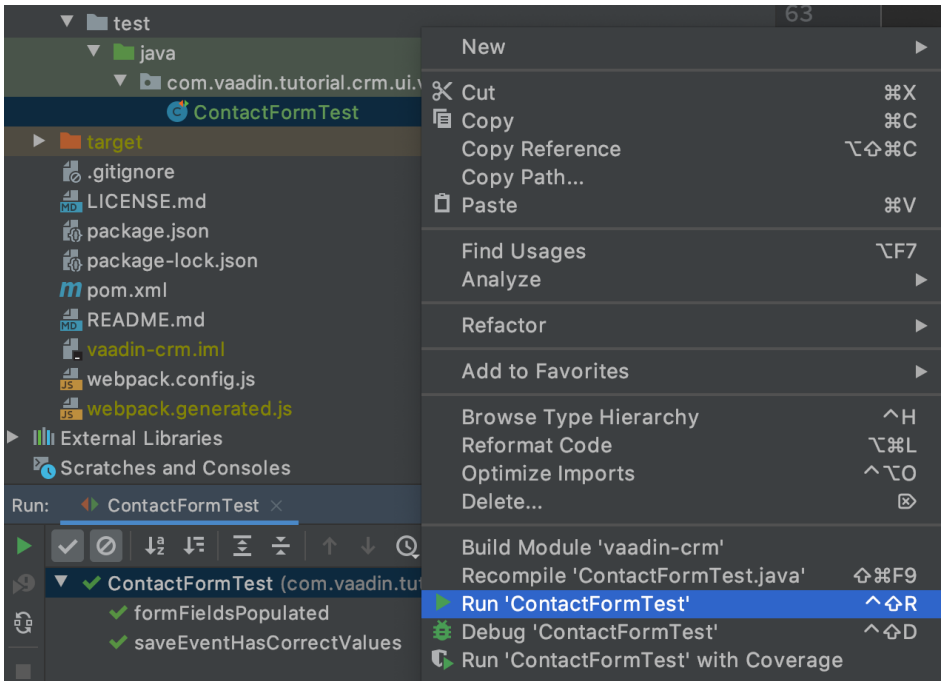 test
java
com.vaadin.tutorial.crm.ui.
ContactFormTest
target
.gitignore
LICENSE.md
package.json
package-lock.json
pom.xml
README.md
vaadin-crm.iml
webpack.config.js
webpack.generated.js
External Libraries
Scratches and Consoles
63
New
Cut ⌘X
Copy ⌘C
Copy Reference ⌥⇧⌘C
Copy Path...
Paste ⌘V
Find Usages ⌥F7
Analyze
Refactor
Add to Favorites
Browse Type Hierarchy ^H
Reformat Code ⌥⌘L
Optimize Imports ^⌥O
Delete... ⌦
Build Module 'vaadin-crm'
Recompile 'ContactFormTest.java' ⇧⌘F9
Run 'ContactFormTest' ^⇧R
Debug 'ContactFormTest' ^⇧D
Run 'ContactFormTest' with Coverage
Run: ContactFormTest ×
ContactFormTest (com.vaadin.tu
formFieldsPopulated
saveEventHasCorrectValues